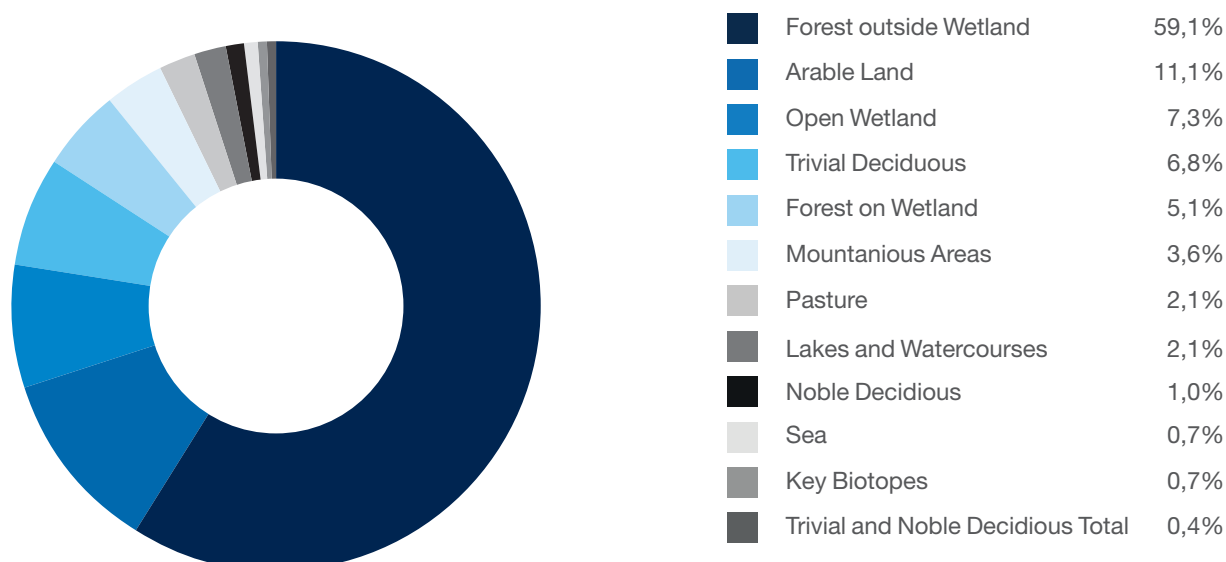 Forest outside Wetland 59,1%
Arable Land 11,1%
Open Wetland 7,3%
Trivial Deciduous 6,8%
Forest on Wetland 5,1%
Mountanious Areas 3,6%
Pasture 2,1%
Lakes and Watercourses 2,1%
Noble Decidious 1,0%
Sea 0,7%
Key Biotopes 0,7%
Trivial and Noble Decidious Total 0,4%